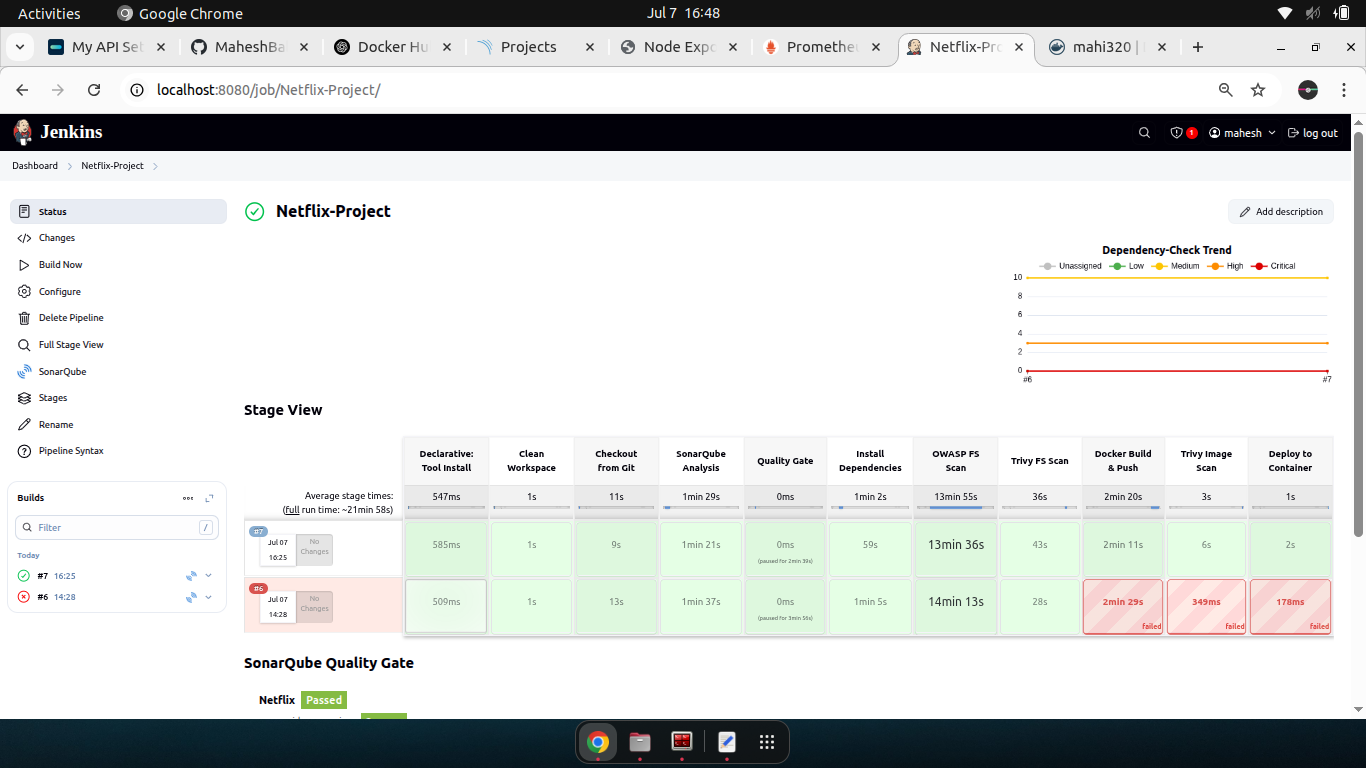 Activities
Google Chrome
Jul 7 16:48
My API Set
MaheshBa
Docker Hu
Projects
Node Expo
Prometheu
Netflix-Pro
mahi320 |
localhost:8080/job/Netflix-Project/
Jenkins
1
mahesh
log out
Dashboard
Netflix-Project
Status
Changes
Build Now
Configure
Delete Pipeline
Full Stage View
SonarQube
Stages
Rename
Pipeline Syntax
Builds
Filter
/
Today
#7 16:25
#6 14:28
Netflix-Project
Add description
Dependency-Check Trend
Unassigned Low Medium High Critical
10
8
6
4
2
0
#6 #7
Stage View
Declarative: Tool Install
Clean Workspace
Checkout from Git
SonarQube Analysis
Quality Gate
Install Dependencies
OWASP FS Scan
Trivy FS Scan
Docker Build & Push
Trivy Image Scan
Deploy to Container
Average stage times:
(full run time: ~21min 58s)
547ms 1s 11s 1min 29s 0ms 1min 2s 13min 55s 36s 2min 20s 3s 1s
#7
Jul 07
16:25
No Changes
585ms 1s 9s 1min 21s 0ms 59s 13min 36s 43s 2min 11s 6s 2s
(paused for 2min 39s)
#6
Jul 07
14:28
No Changes
509ms 1s 13s 1min 37s 0ms 1min 5s 14min 13s 28s 2min 29s 349ms 178ms
(paused for 3min 56s)
failed failed failed
SonarQube Quality Gate
Netflix Passed